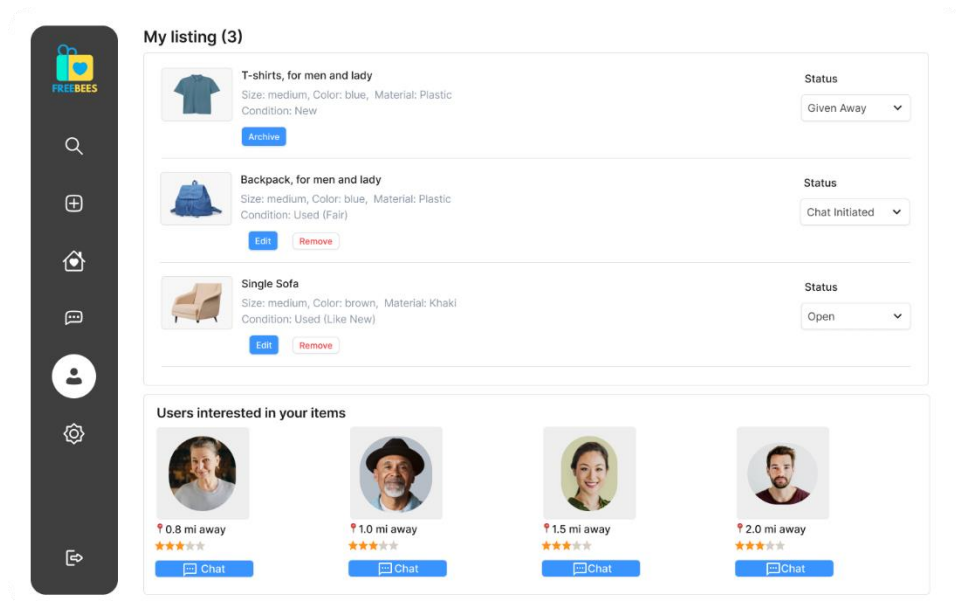 FREEBEES
My listing (3)
T-shirts, for men and lady
Size: medium, Color: blue, Material: Plastic
Condition: New
Archive
Status
Given Away
Backpack, for men and lady
Size: medium, Color: blue, Material: Plastic
Condition: Used (Fair)
Edit
Remove
Status
Chat Initiated
Single Sofa
Size: medium, Color: brown, Material: Khaki
Condition: Used (Like New)
Edit
Remove
Status
Open
Users interested in your items
0.8 mi away
Chat
1.0 mi away
Chat
1.5 mi away
Chat
2.0 mi away
Chat